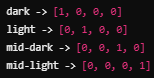 dark -> [1, 0, 0, 0]
light -> [0, 1, 0, 0]
mid-dark -> [0, 0, 1, 0]
mid-light -> [0, 0, 0, 1]